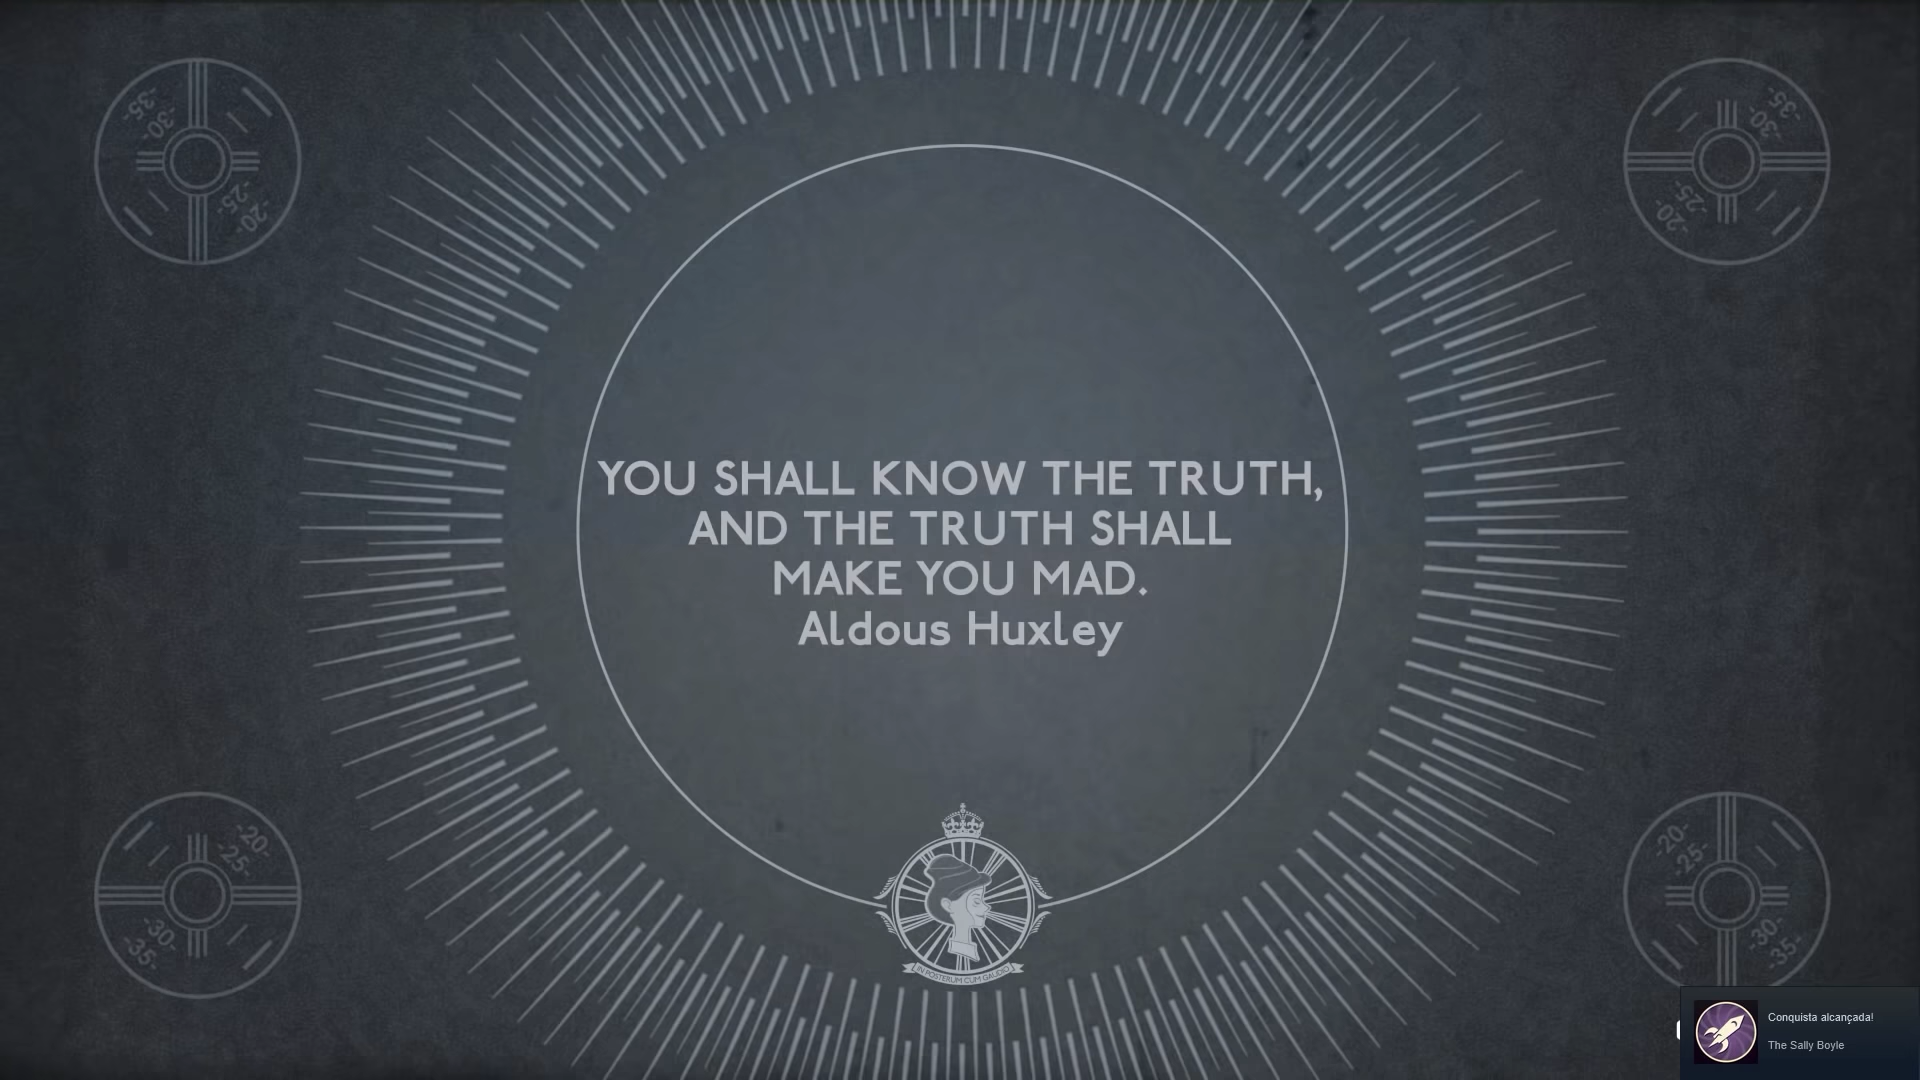 -35-
-30-
-25-
-20-
-35-
-30-
-25-
-20-
YOU SHALL KNOW THE TRUTH,
AND THE TRUTH SHALL
MAKE YOU MAD.
Aldous Huxley
-20-
-25-
-30-
-35-
-20-
-25-
-30-
-35-
IN POSTERUM CUM GAUDIO
Conquista alcançada!
The Sally Boyle